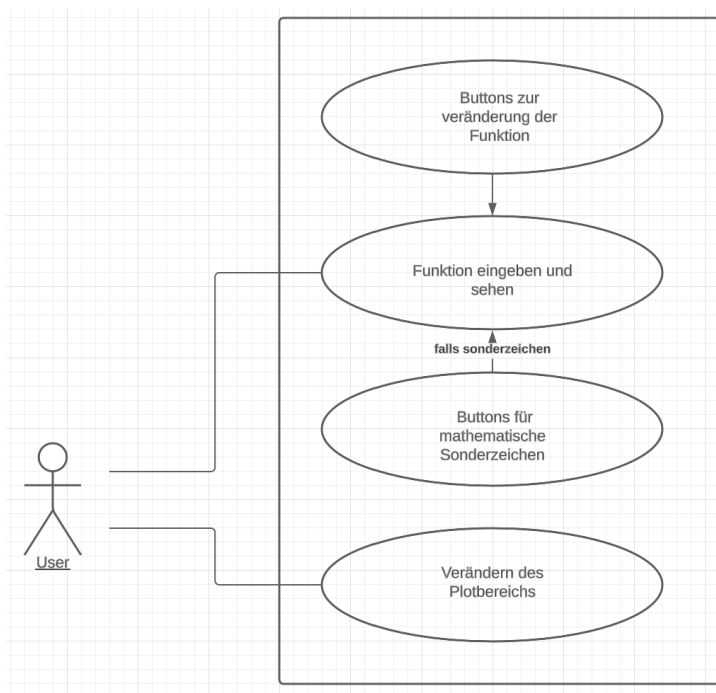 Buttons zur
veränderung der
Funktion
Funktion eingeben und
sehen
falls sonderzeichen
Buttons für
mathematische
Sonderzeichen
User
Verändern des
Plotbereichs